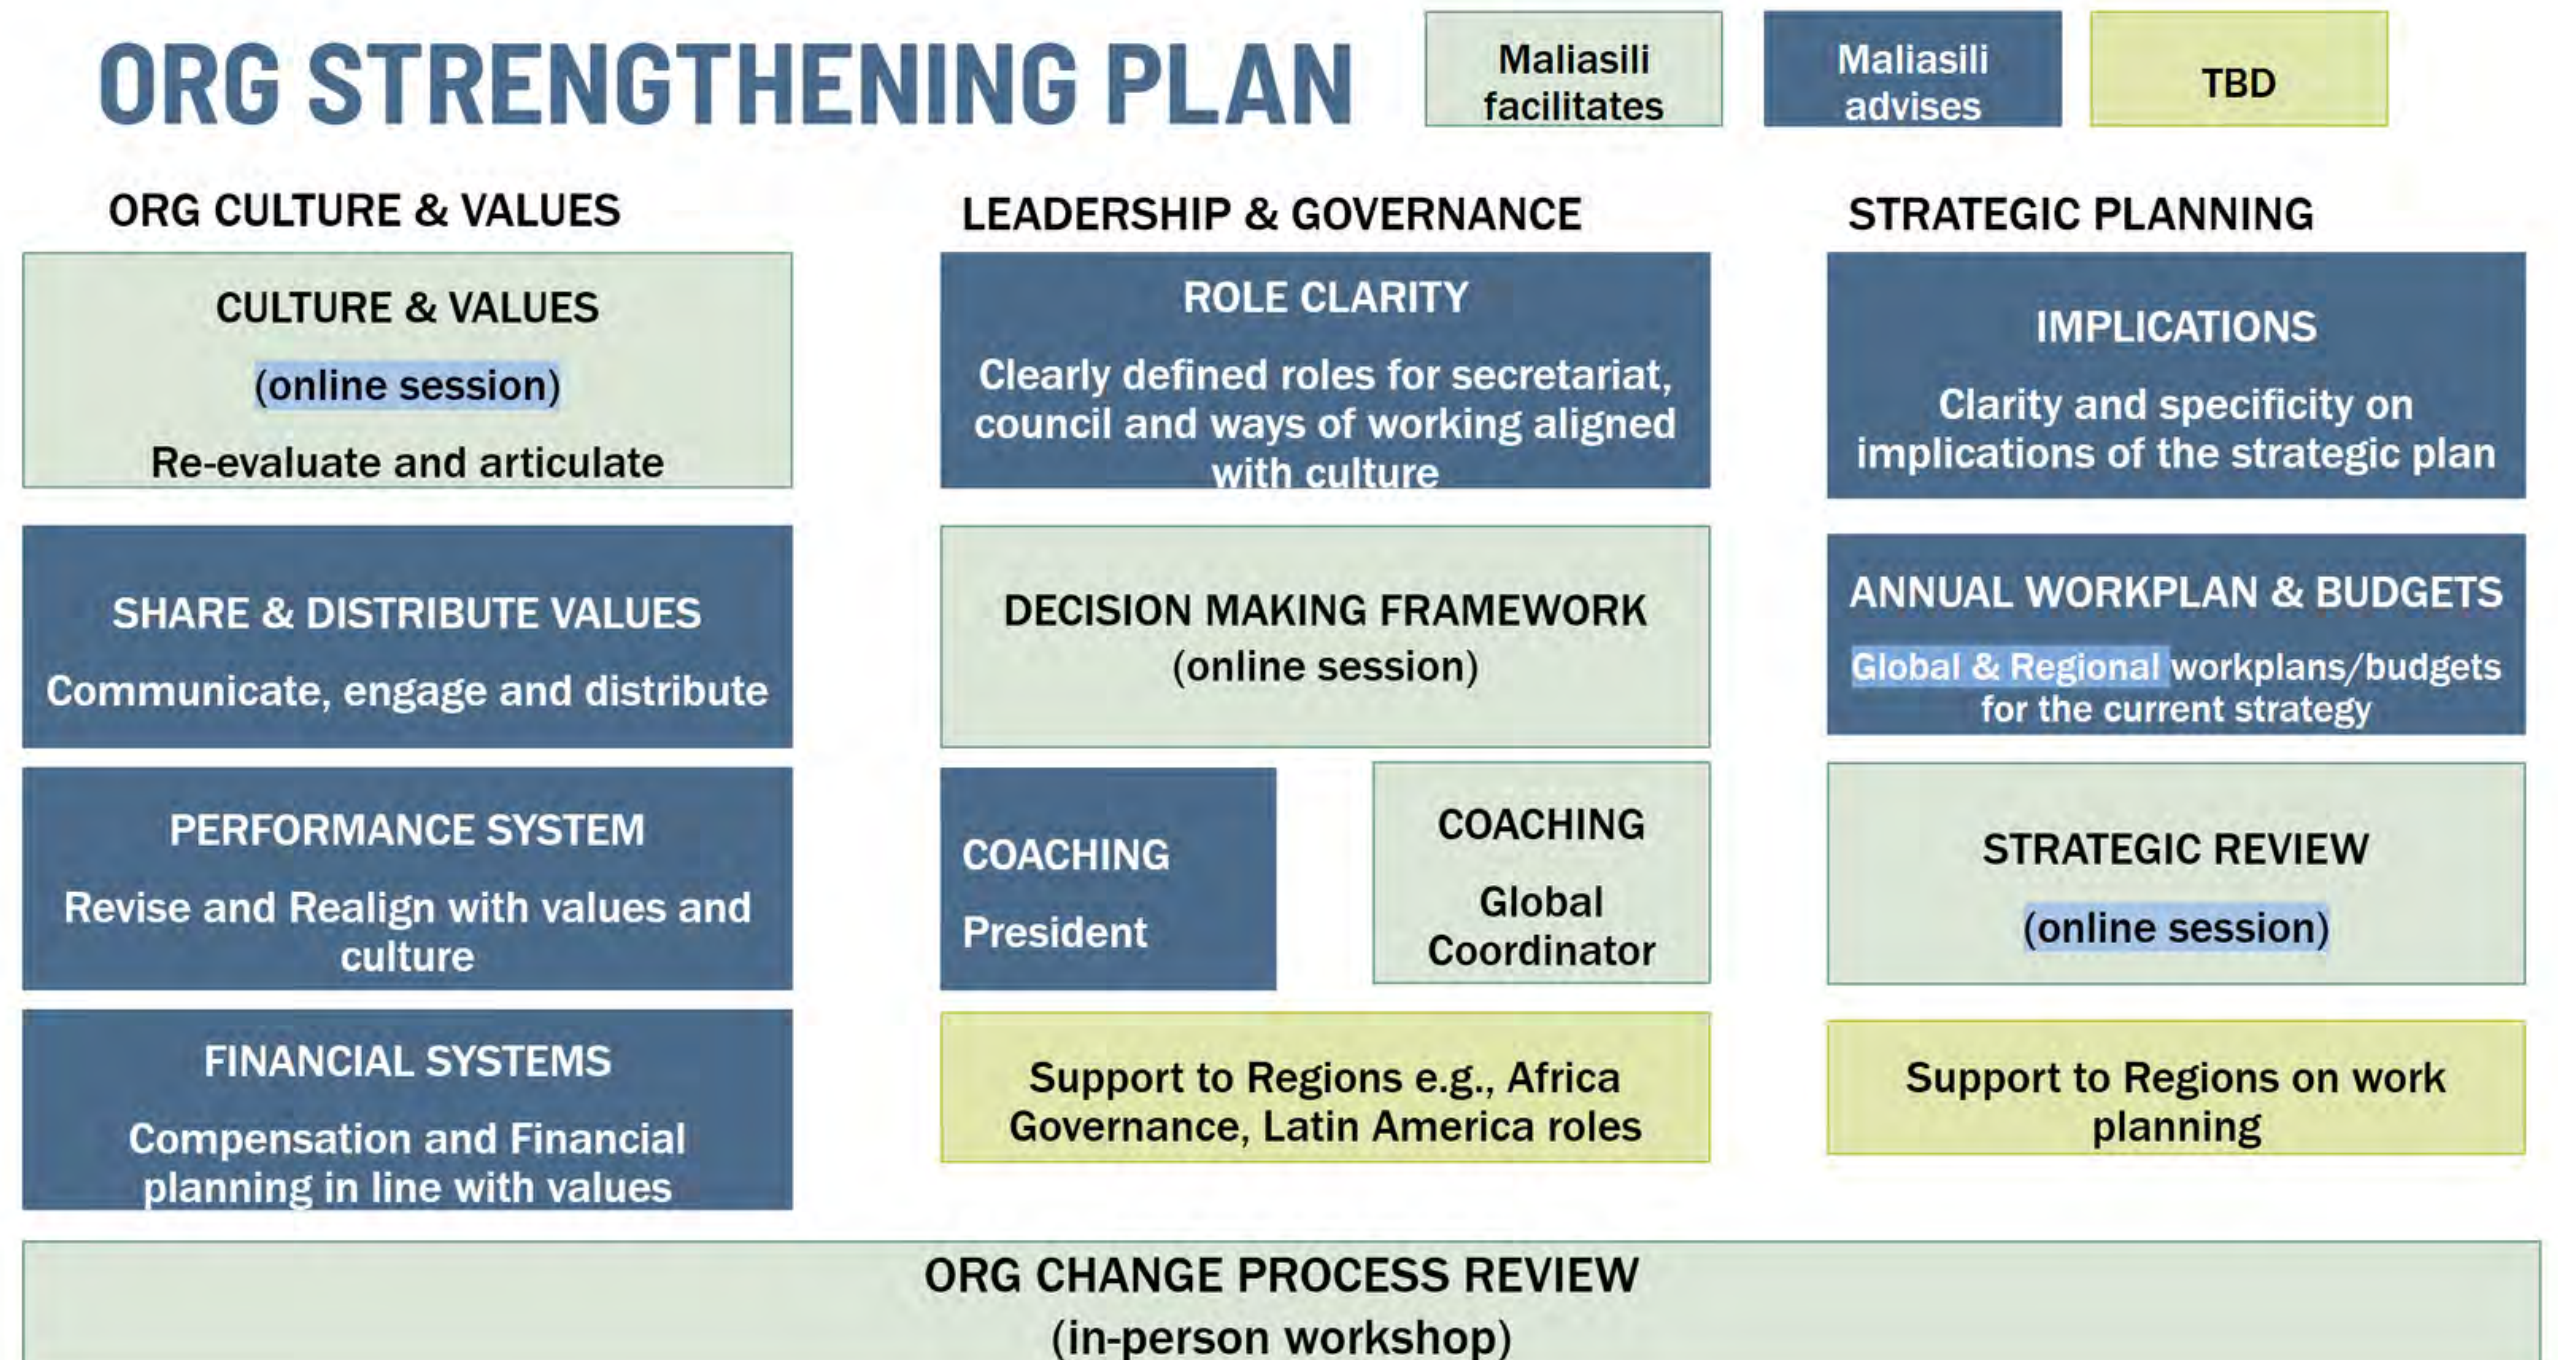 ORG STRENGTHENING PLAN
Maliasili
facilitates
Maliasili
advises
TBD
ORG CULTURE & VALUES
CULTURE & VALUES
(online session)
Re-evaluate and articulate
SHARE & DISTRIBUTE VALUES
Communicate, engage and distribute
PERFORMANCE SYSTEM
Revise and Realign with values and
culture
FINANCIAL SYSTEMS
Compensation and Financial
planning in line with values
LEADERSHIP & GOVERNANCE
ROLE CLARITY
Clearly defined roles for secretariat,
council and ways of working aligned
with culture
DECISION MAKING FRAMEWORK
(online session)
COACHING
President
COACHING
Global
Coordinator
Support to Regions e.g., Africa
Governance, Latin America roles
STRATEGIC PLANNING
IMPLICATIONS
Clarity and specificity on
implications of the strategic plan
ANNUAL WORKPLAN & BUDGETS
Global & Regional workplans/budgets
for the current strategy
STRATEGIC REVIEW
(online session)
Support to Regions on work
planning
ORG CHANGE PROCESS REVIEW
(in-person workshop)